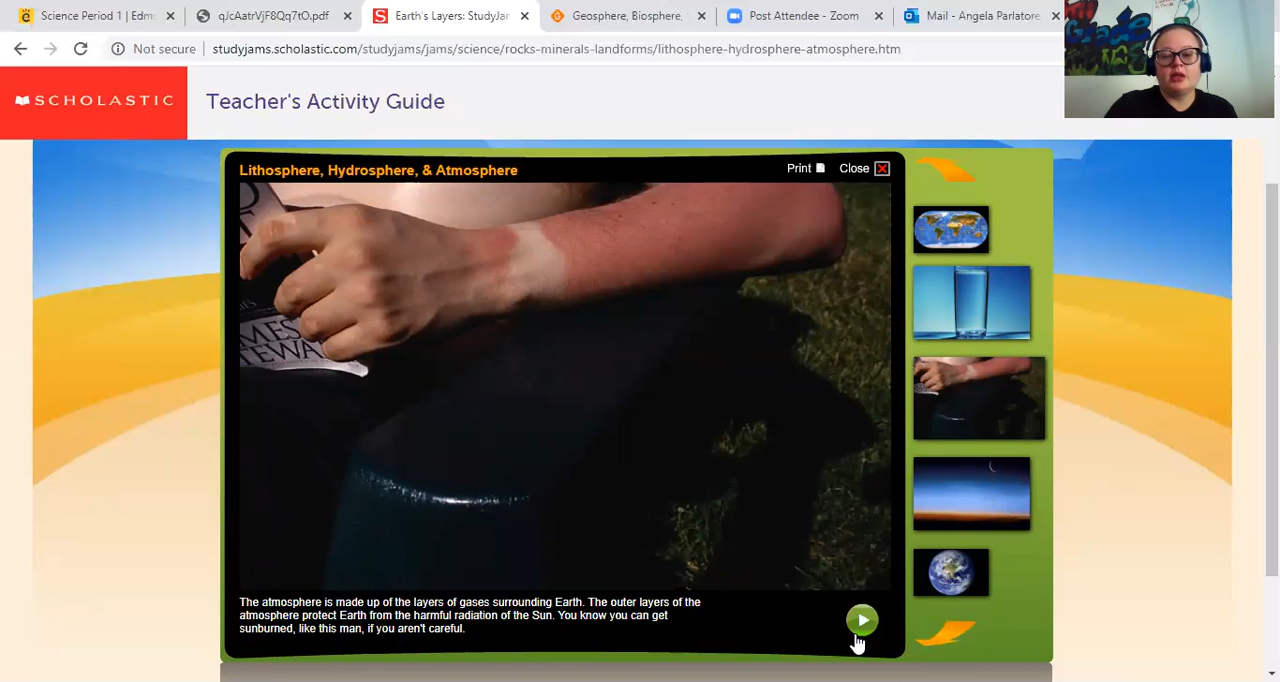 Science Period 1 | Edm
qJcAatrVjF8Qq7tO.pdf
Earth's Layers: StudyJar
Geosphere, Biosphere,
Post Attendee - Zoom
Mail - Angela Parlatore
Not secure
studyjams.scholastic.com/studyjams/jams/science/rocks-minerals-landforms/lithosphere-hydrosphere-atmosphere.htm
SCHOLASTIC
Teacher's Activity Guide
Lithosphere, Hydrosphere, & Atmosphere
Print
Close
The atmosphere is made up of the layers of gases surrounding Earth. The outer layers of the
atmosphere protect Earth from the harmful radiation of the Sun. You know you can get
sunburned, like this man, if you aren't careful.